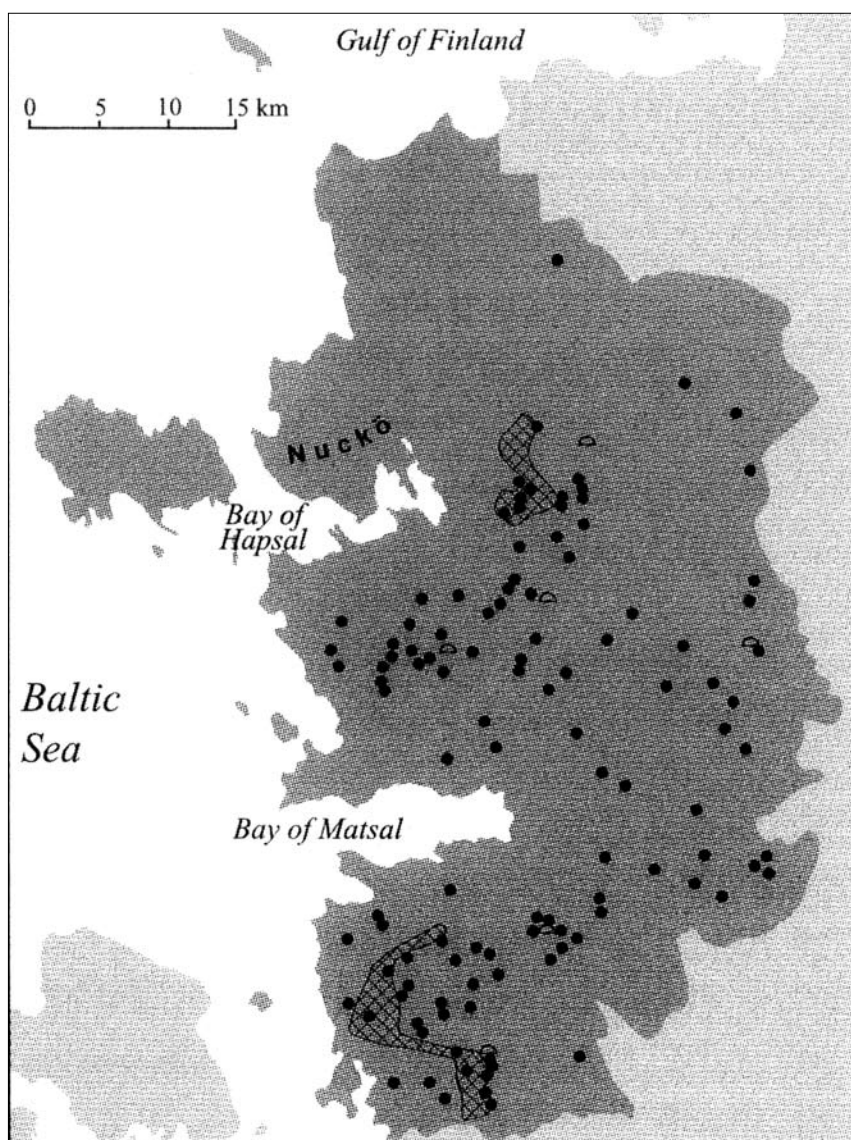 Gulf of Finland
0 5 10 15 km
Nuckö
Bay of
Hapsal
Baltic
Sea
Bay of Matsal